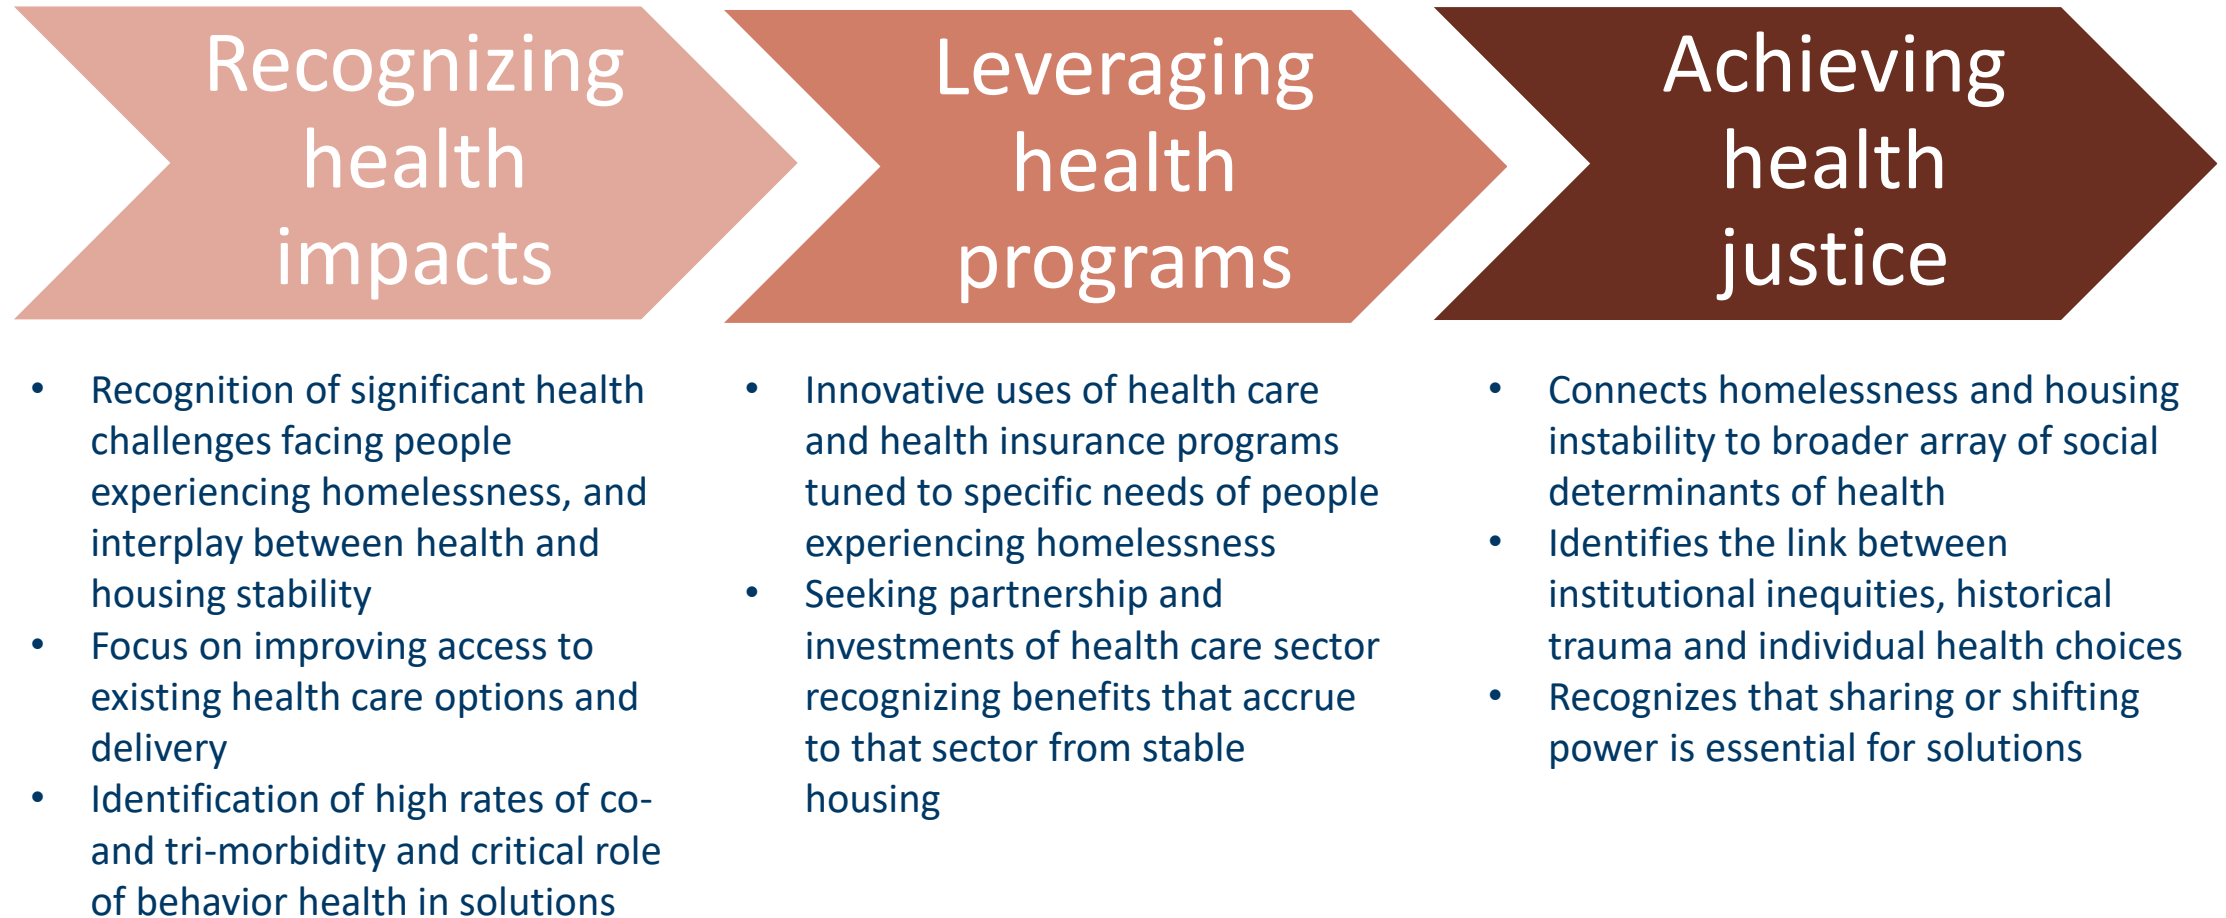 Recognizing
health
impacts
Leveraging
health
programs
Achieving
health
justice
• Recognition of significant health
challenges facing people
experiencing homelessness, and
interplay between health and
housing stability
• Focus on improving access to
existing health care options and
delivery
• Identification of high rates of co-
and tri-morbidity and critical role
of behavior health in solutions
• Innovative uses of health care
and health insurance programs
tuned to specific needs of people
experiencing homelessness
• Seeking partnership and
investments of health care sector
recognizing benefits that accrue
to that sector from stable
housing
• Connects homelessness and housing
instability to broader array of social
determinants of health
• Identifies the link between
institutional inequities, historical
trauma and individual health choices
• Recognizes that sharing or shifting
power is essential for solutions